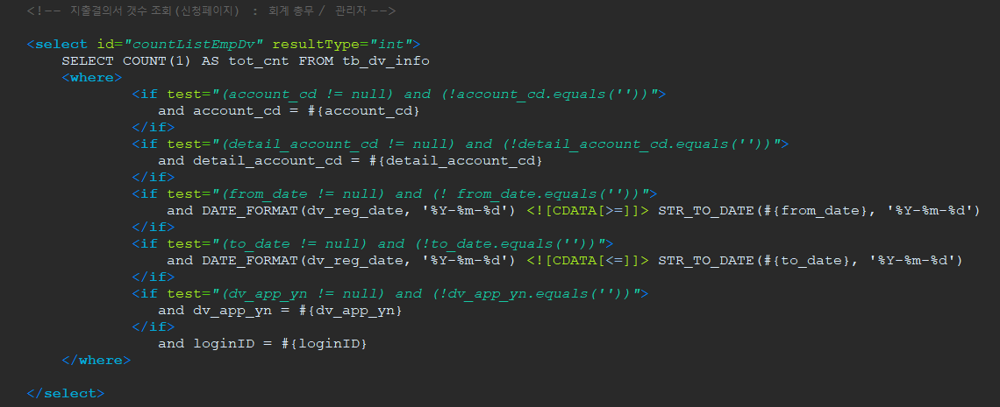 <!-- 지출결의서 갯수 조회(신청페이지) : 회계 총무 / 관리자 -->
<select id="countListEmpDv" resultType="int">
SELECT COUNT(1) AS tot_cnt FROM tb_dv_info
<where>
<if test="(account_cd != null) and (!account_cd.equals(''))">
and account_cd = #{account_cd}
</if>
<if test="(detail_account_cd != null) and (!detail_account_cd.equals(''))">
and detail_account_cd = #{detail_account_cd}
</if>
<if test="(from_date != null) and (! from_date.equals(''))">
and DATE_FORMAT(dv_reg_date, '%Y-%m-%d') <![CDATA[>=]]> STR_TO_DATE(#{from_date}, '%Y-%m-%d')
</if>
<if test="(to_date != null) and (!to_date.equals(''))">
and DATE_FORMAT(dv_reg_date, '%Y-%m-%d') <![CDATA[<=]]> STR_TO_DATE(#{to_date}, '%Y-%m-%d')
</if>
<if test="(dv_app_yn != null) and (!dv_app_yn.equals(''))">
and dv_app_yn = #{dv_app_yn}
</if>
and loginID = #{loginID}
</where>
</select>